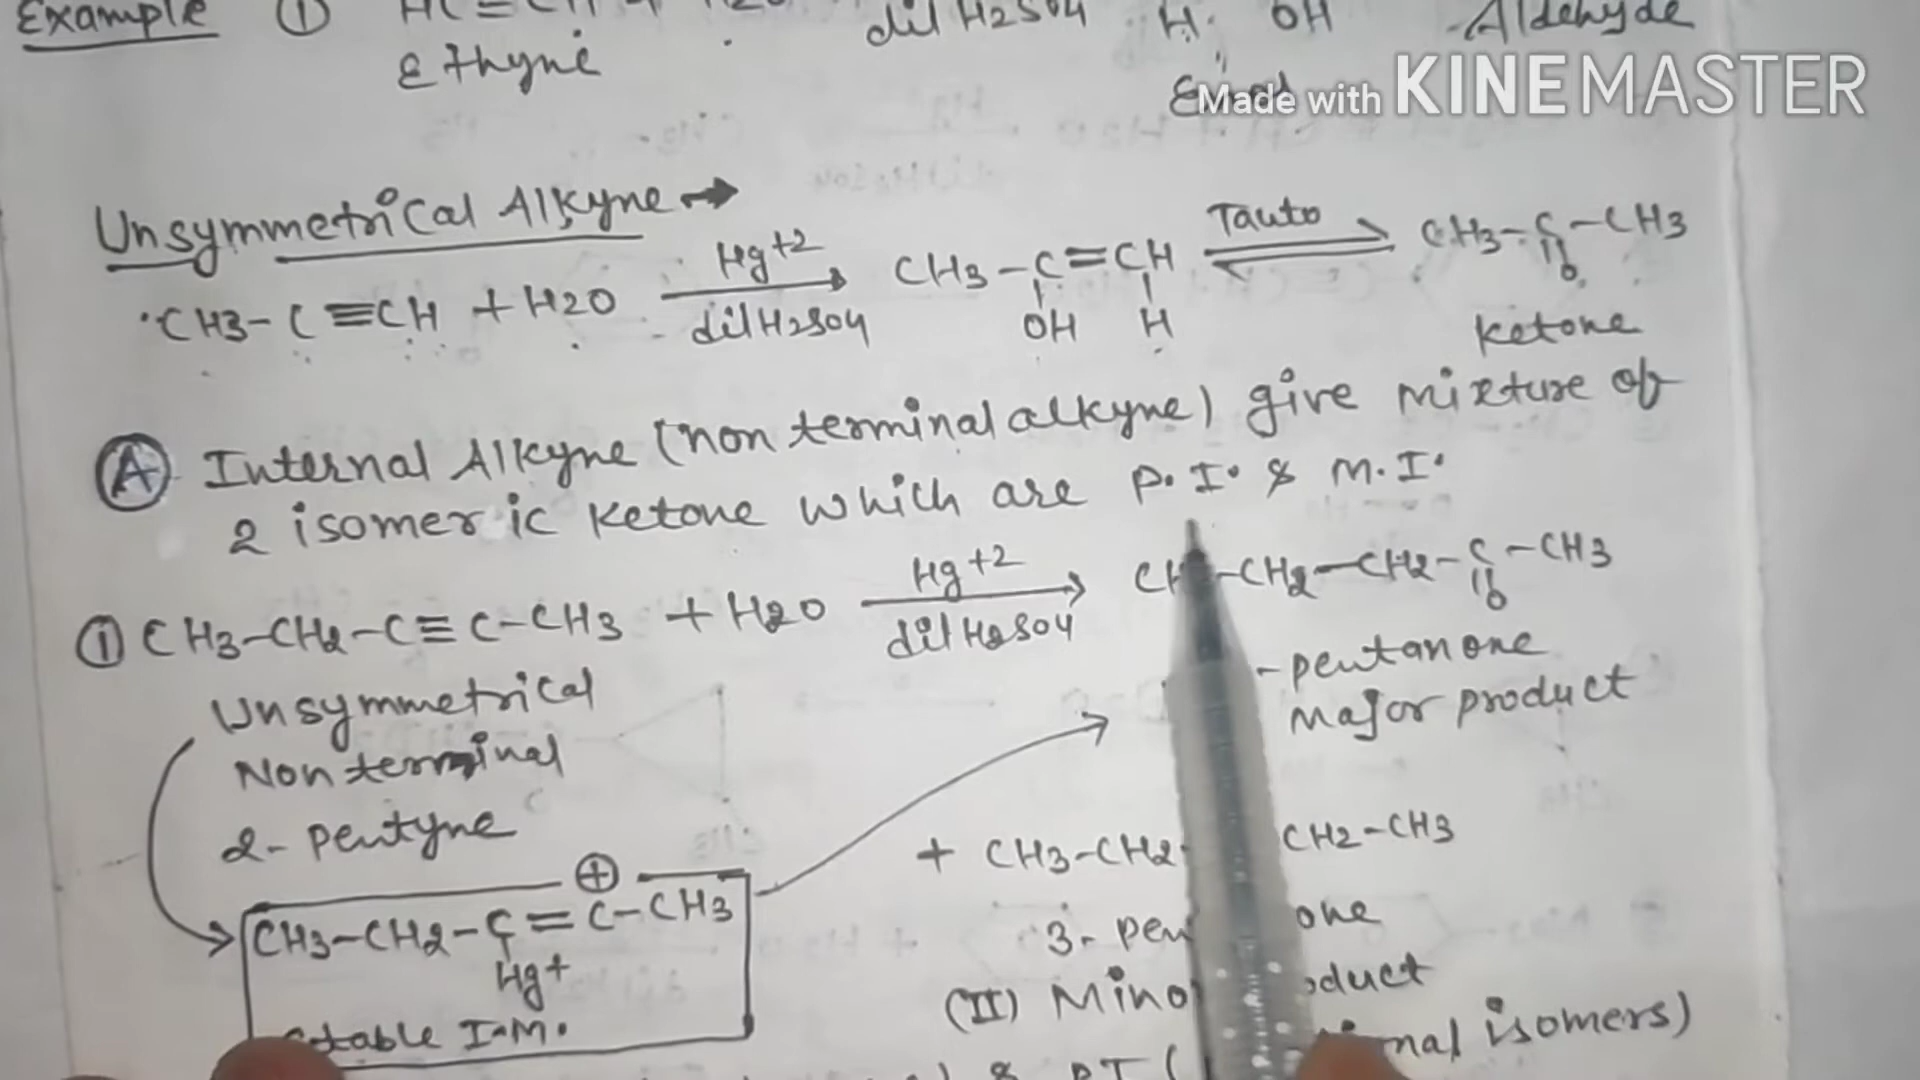 Example ① HC≡CH + H2O dil H2SO4 H OH Aldehyde
Ethyne
Made with KINEMASTER
Unsymmetrical Alkyne →
CH3-C≡CH + H2O Hg+2 dil H2SO4 CH3-C=CH Tauto CH3-C-CH3
OH H O
ketone
Ⓐ Internal Alkyne (non terminal alkyne) give mixture of
2 isomeric ketone which are P.I. & M.I.
① CH3-CH2-C≡C-CH3 + H2O Hg+2 dil H2SO4 -CH2-CH2-C-CH3
O
Unsymmetrical
Non terminal
2-Pentyne
-pentanone
Major product
+ CH3-CH2 CH2-CH3
⊕
CH3-CH2-C=C-CH3
Hg+
stable I.M.
3-pen one
(II) Mino oduct
nal isomers)
& PI (